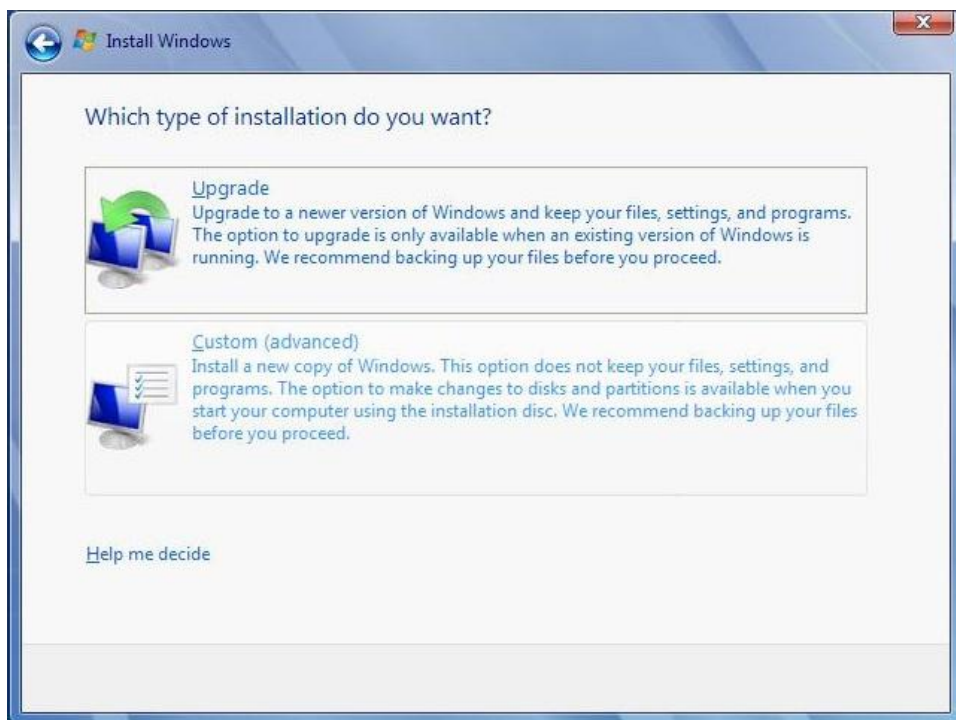 Install Windows
Which type of installation do you want?
Upgrade
Upgrade to a newer version of Windows and keep your files, settings, and programs.
The option to upgrade is only available when an existing version of Windows is
running. We recommend backing up your files before you proceed.
Custom (advanced)
Install a new copy of Windows. This option does not keep your files, settings, and
programs. The option to make changes to disks and partitions is available when you
start your computer using the installation disc. We recommend backing up your files
before you proceed.
Help me decide